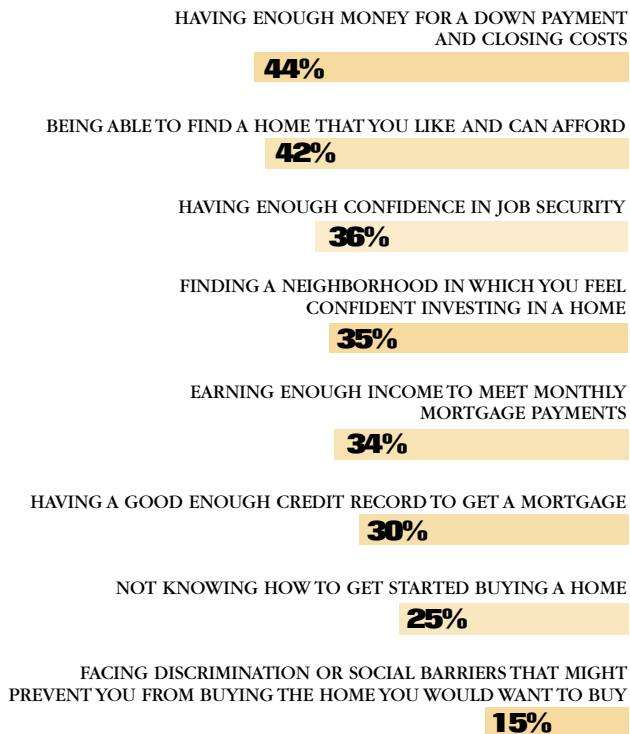 HAVING ENOUGH MONEY FOR A DOWN PAYMENT
AND CLOSING COSTS
44%
BEING ABLE TO FIND A HOME THAT YOU LIKE AND CAN AFFORD
42%
HAVING ENOUGH CONFIDENCE IN JOB SECURITY
36%
FINDING A NEIGHBORHOOD IN WHICH YOU FEEL
CONFIDENT INVESTING IN A HOME
35%
EARNING ENOUGH INCOME TO MEET MONTHLY
MORTGAGE PAYMENTS
34%
HAVING A GOOD ENOUGH CREDIT RECORD TO GET A MORTGAGE
30%
NOT KNOWING HOW TO GET STARTED BUYING A HOME
25%
FACING DISCRIMINATION OR SOCIAL BARRIERS THAT MIGHT
PREVENT YOU FROM BUYING THE HOME YOU WOULD WANT TO BUY
15%